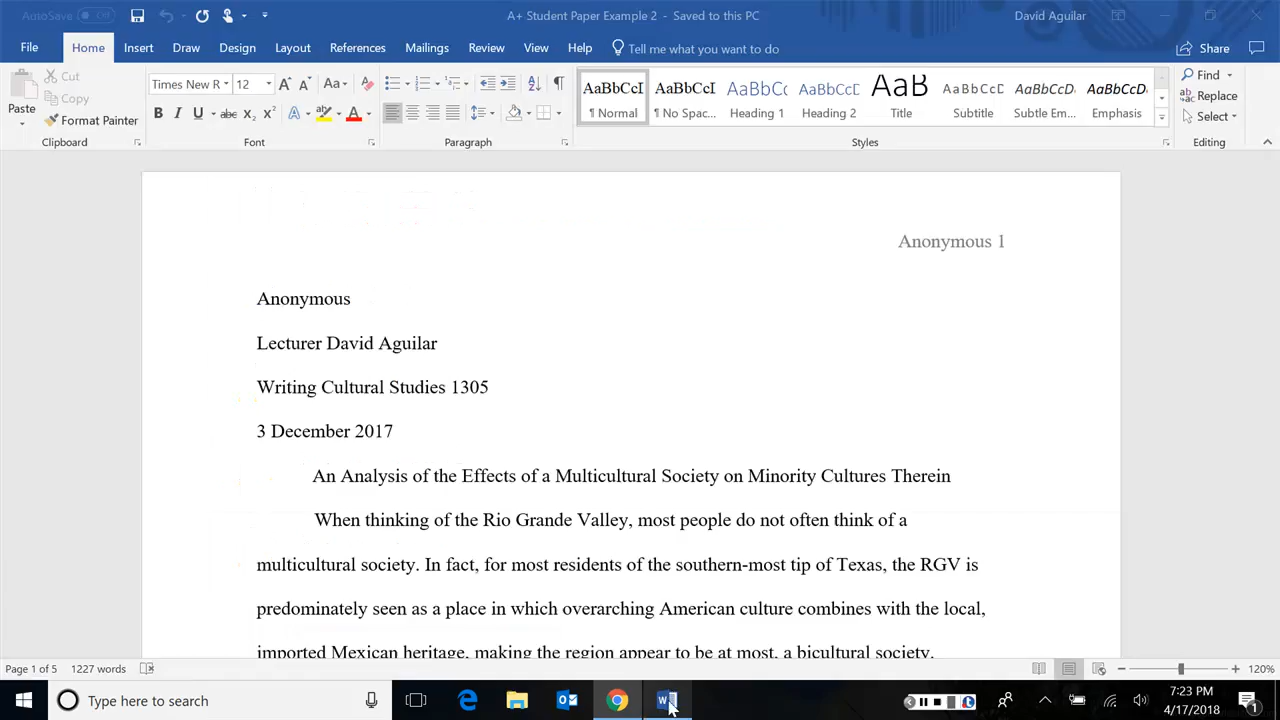 AutoSave Off A+ Student Paper Example 2 - Saved to this PC David Aguilar
File Home Insert Draw Design Layout References Mailings Review View Help Tell me what you want to do Share
Paste Cut Copy Format Painter
Times New R 12 Aa
B I U abc X2 X2 A A
AaBbCcI AaBbCcI AaBbCc AaBbCcD AaB AaBbCcD AaBbCcD AaBbCcD
¶ Normal ¶ No Spac... Heading 1 Heading 2 Title Subtitle Subtle Em... Emphasis
Find
Replace
Select
Clipboard Font Paragraph Styles Editing
Anonymous 1
Anonymous
Lecturer David Aguilar
Writing Cultural Studies 1305
3 December 2017
An Analysis of the Effects of a Multicultural Society on Minority Cultures Therein
When thinking of the Rio Grande Valley, most people do not often think of a
multicultural society. In fact, for most residents of the southern-most tip of Texas, the RGV is
predominately seen as a place in which overarching American culture combines with the local,
imported Mexican heritage, making the region appear to be at most, a bicultural society.
Page 1 of 5 1227 words 120%
Type here to search
7:23 PM
4/17/2018